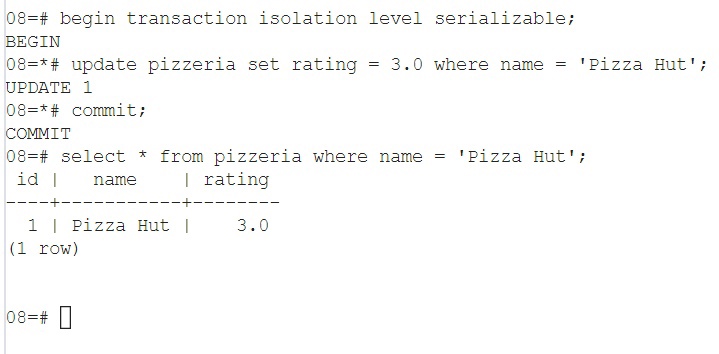 08=# begin transaction isolation level serializable;
BEGIN
08=*# update pizzeria set rating = 3.0 where name = 'Pizza Hut';
UPDATE 1
08=*# commit;
COMMIT
08=# select * from pizzeria where name = 'Pizza Hut';
 id |   name    | rating
----+-----------+--------
  1 | Pizza Hut |    3.0
(1 row)
08=#